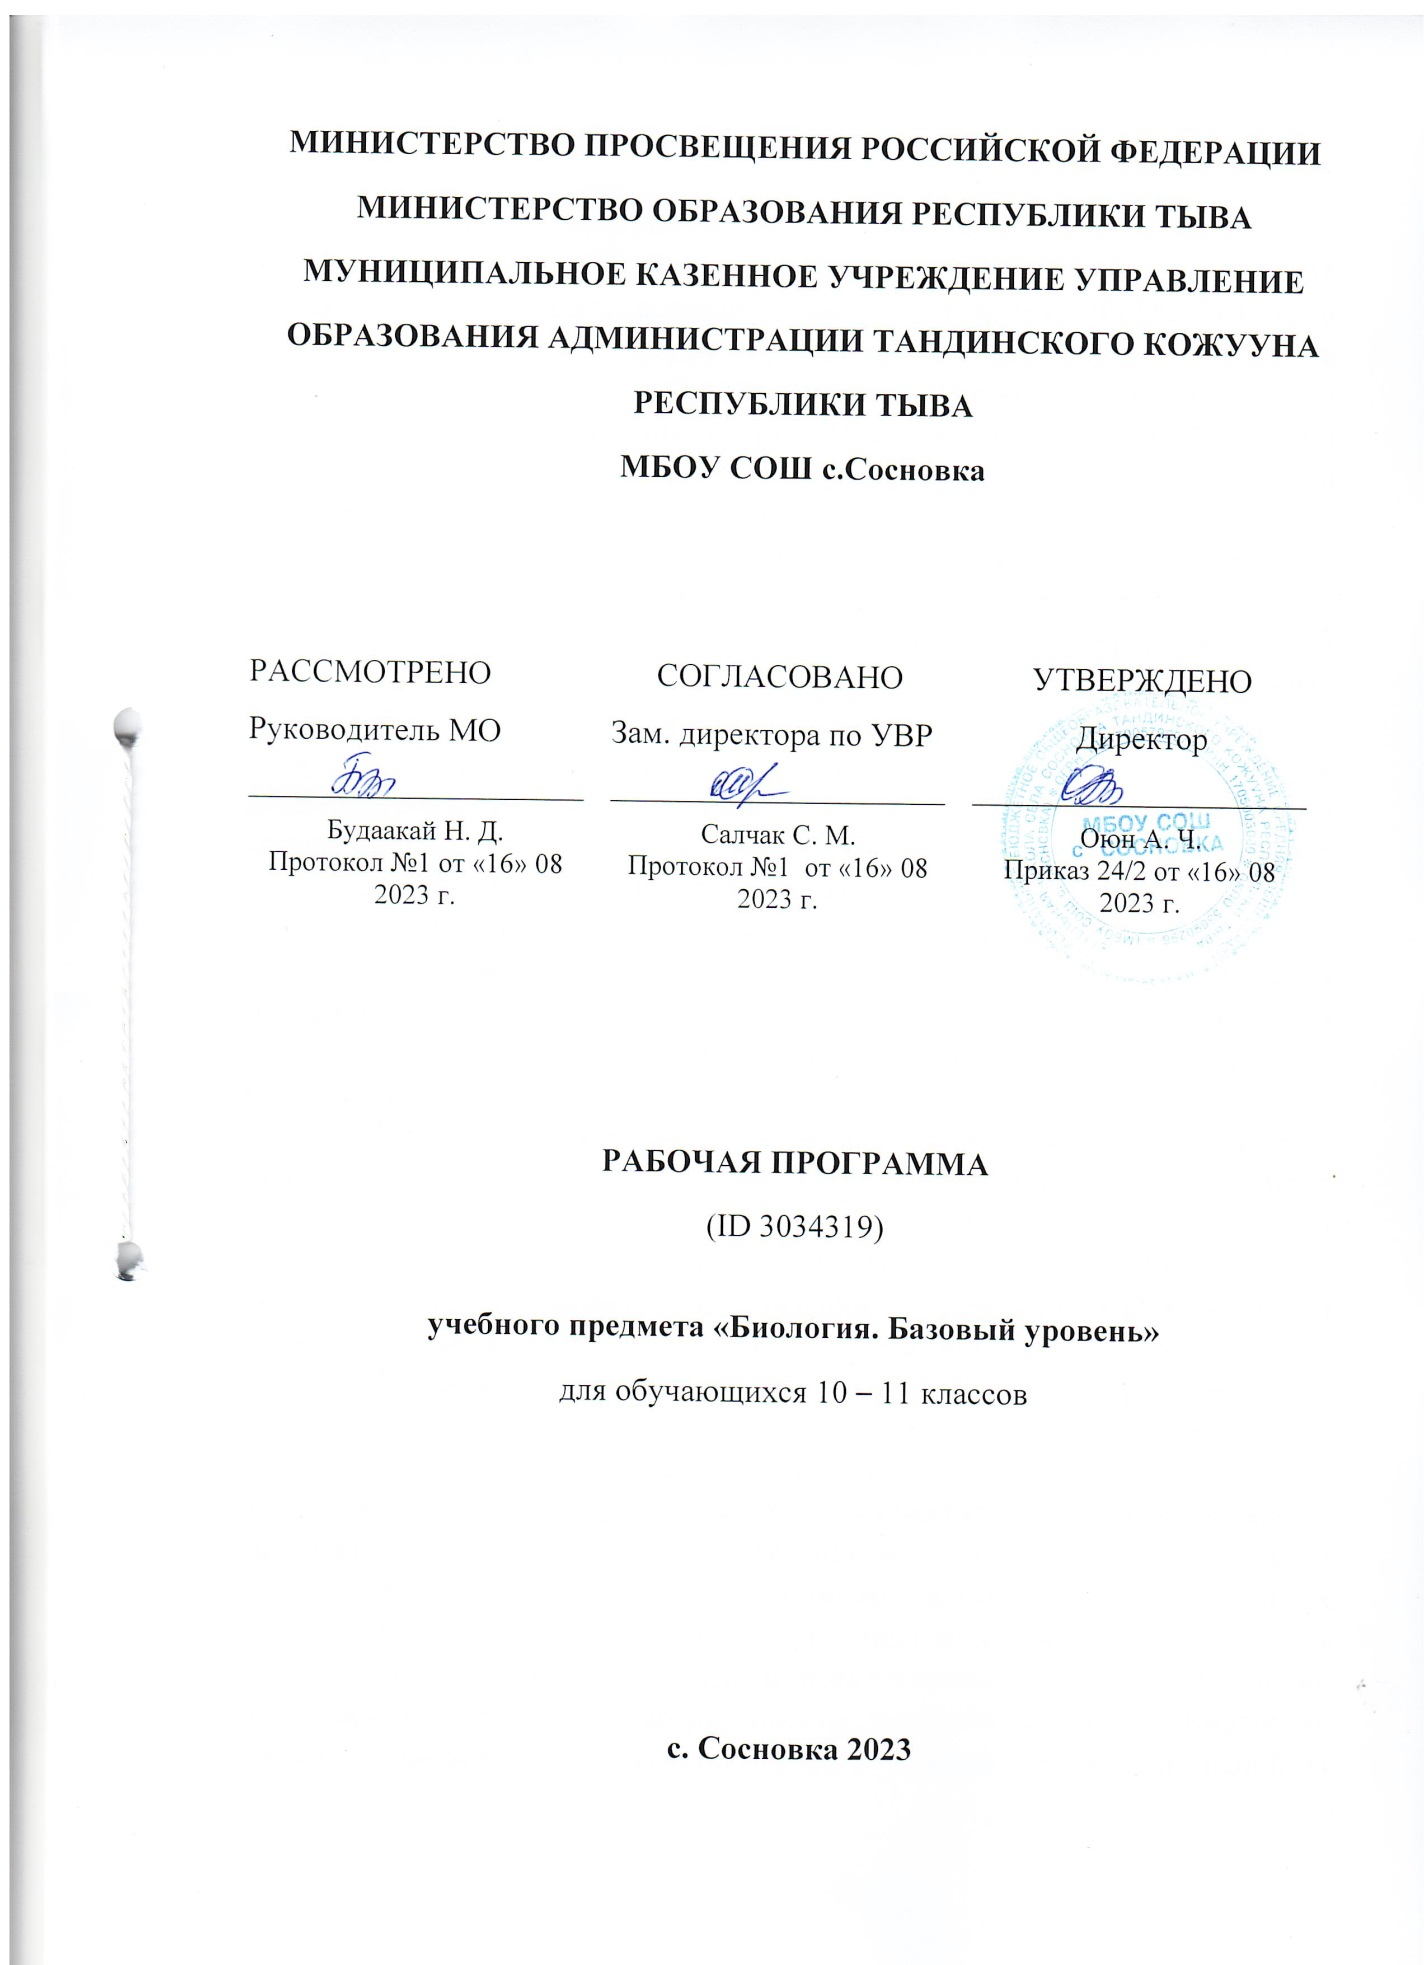 МИНИСТЕРСТВО ПРОСВЕЩЕНИЯ РОССИЙСКОЙ ФЕДЕРАЦИИ
МИНИСТЕРСТВО ОБРАЗОВАНИЯ РЕСПУБЛИКИ ТЫВА
МУНИЦИПАЛЬНОЕ КАЗЕННОЕ УЧРЕЖДЕНИЕ УПРАВЛЕНИЕ
ОБРАЗОВАНИЯ АДМИНИСТРАЦИИ ТАНДИНСКОГО КОЖУУНА
РЕСПУБЛИКИ ТЫВА
МБОУ СОШ с.Сосновка
РАССМОТРЕНО
Руководитель МО
Будаакай Н. Д.
Протокол №1 от «16» 08
2023 г.
СОГЛАСОВАНО
Зам. директора по УВР
Салчак С. М.
Протокол №1  от «16» 08
2023 г.
УТВЕРЖДЕНО
Директор
Оюн А. Ч.
Приказ 24/2 от «16» 08
2023 г.
МБОУ СОШ
с СОСНОВКА
РАБОЧАЯ ПРОГРАММА
(ID 3034319)
учебного предмета «Биология. Базовый уровень»
для обучающихся 10 – 11 классов
с. Сосновка 2023